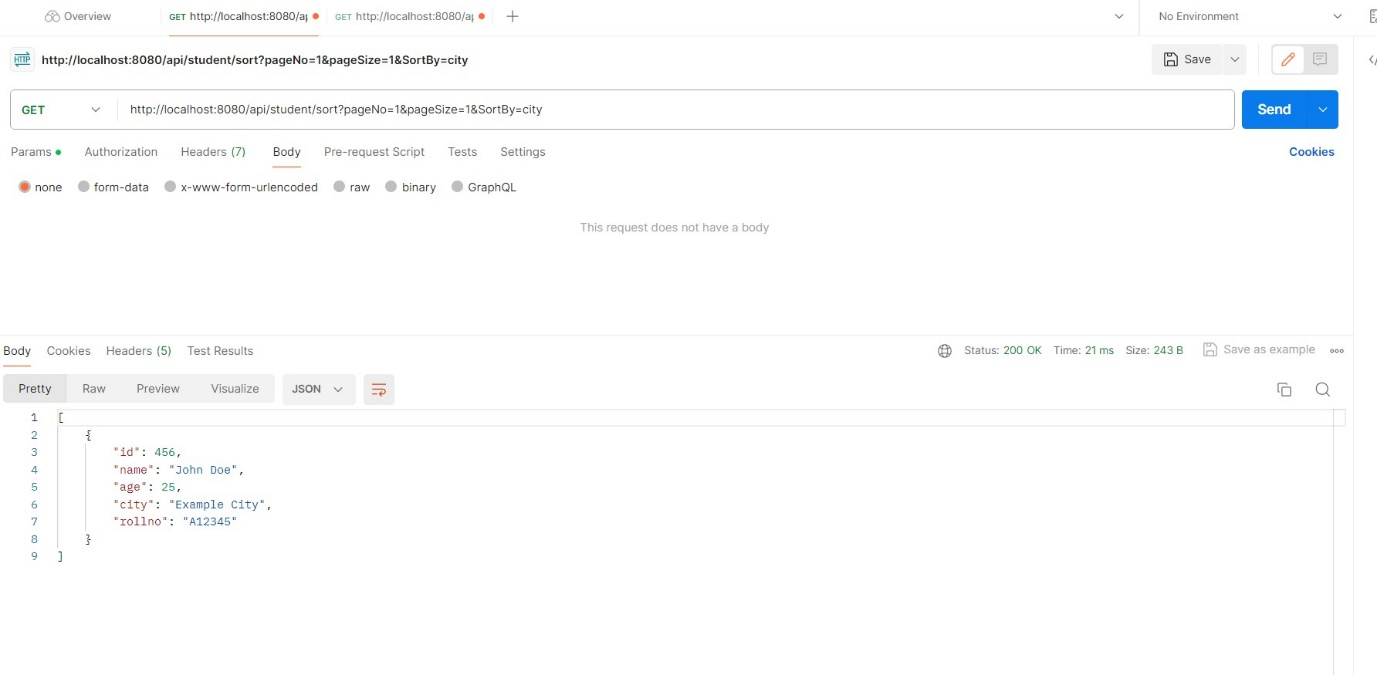 Overview GET http://localhost:8080/a GET http://localhost:8080/a No Environment
HTTP http://localhost:8080/api/student/sort?pageNo=1&pageSize=1&SortBy=city Save
GET http://localhost:8080/api/student/sort?pageNo=1&pageSize=1&SortBy=city Send
Params Authorization Headers (7) Body Pre-request Script Tests Settings Cookies
none form-data x-www-form-urlencoded raw binary GraphQL
This request does not have a body
Body Cookies Headers (5) Test Results Status: 200 OK Time: 21 ms Size: 243 B Save as example
Pretty Raw Preview Visualize JSON
1 [
2 {
3 "id": 456,
4 "name": "John Doe",
5 "age": 25,
6 "city": "Example City",
7 "rollno": "A12345"
8 }
9 ]